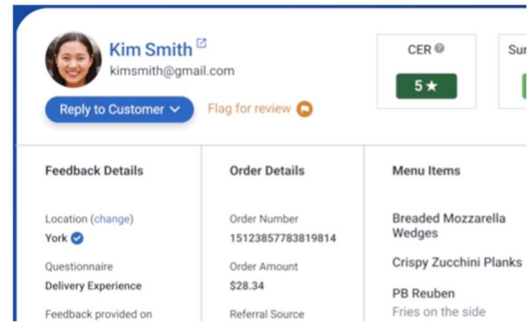 Kim Smith
kimsmith@gmail.com
Reply to Customer
Flag for review
CER
5 ★
Feedback Details
Location (change)
York
Questionnaire
Delivery Experience
Feedback provided on
Order Details
Order Number
15123857783819814
Order Amount
$28.34
Referral Source
Menu Items
Breaded Mozzarella
Wedges
Crispy Zucchini Planks
PB Reuben
Fries on the side